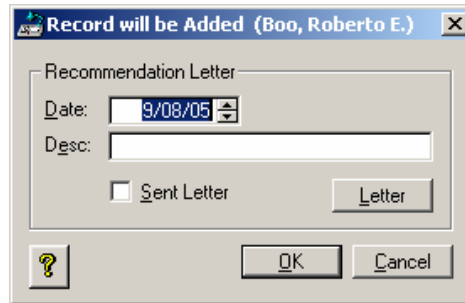 Record will be Added (Boo, Roberto E.)
Recommendation Letter
Date: 9/08/05
Desc:
Sent Letter
Letter
?
OK
Cancel